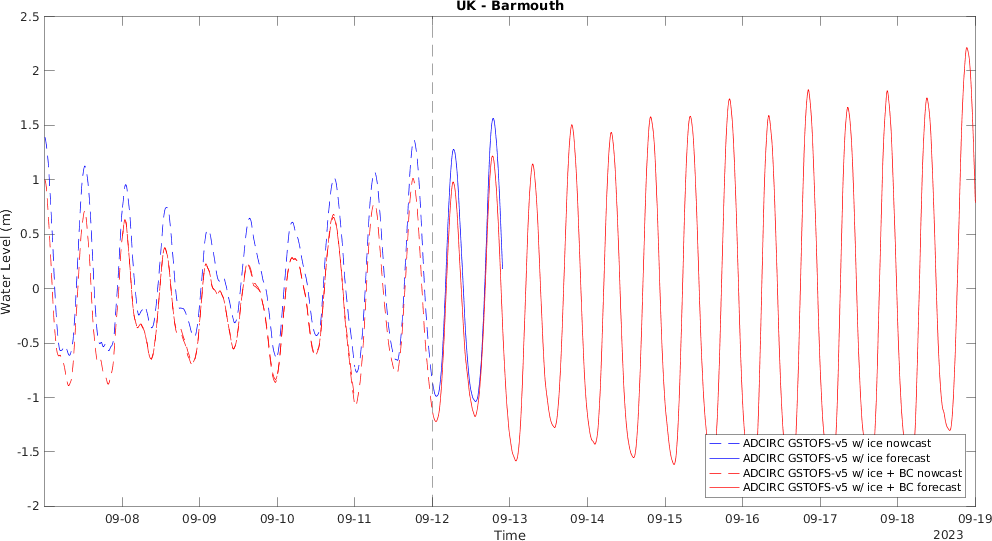 UK - Barmouth
Water Level (m)
2.5
2
1.5
1
0.5
0
-0.5
-1
-1.5
-2
ADCIRC GSTOFS-v5 w/ ice nowcast
ADCIRC GSTOFS-v5 w/ ice forecast
ADCIRC GSTOFS-v5 w/ ice + BC nowcast
ADCIRC GSTOFS-v5 w/ ice + BC forecast
09-08 09-09 09-10 09-11 09-12 09-13 09-14 09-15 09-16 09-17 09-18 09-19
Time
2023